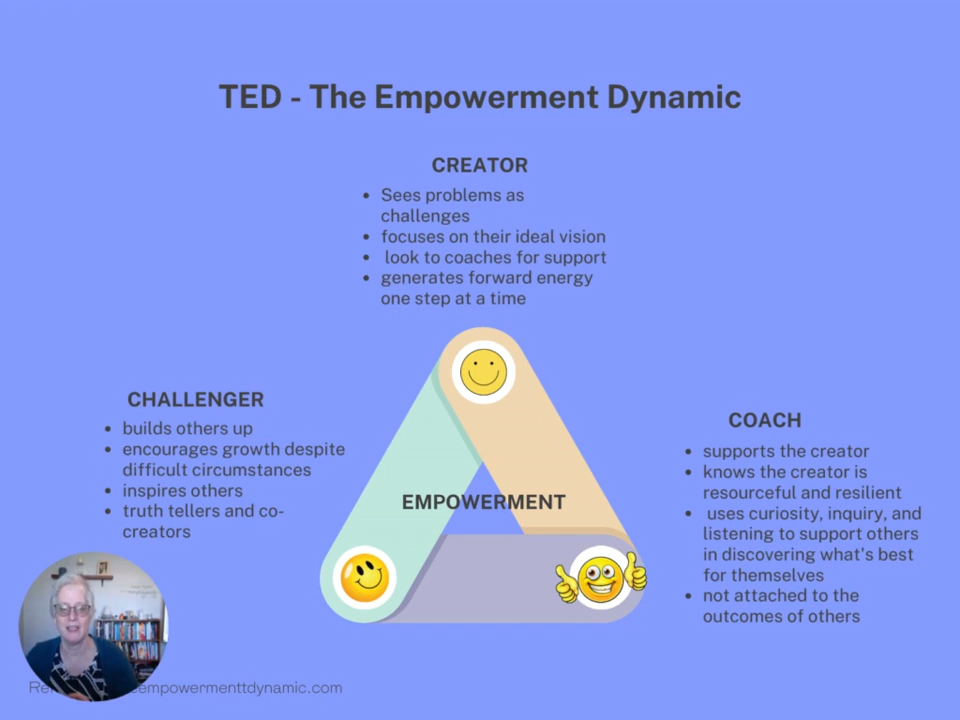 TED - The Empowerment Dynamic
CREATOR
• Sees problems as
challenges
• focuses on their ideal vision
• look to coaches for support
• generates forward energy
one step at a time
CHALLENGER
• builds others up
• encourages growth despite
difficult circumstances
• inspires others
• truth tellers and co-
creators
EMPOWERMENT
COACH
• supports the creator
• knows the creator is
resourceful and resilient
• uses curiosity, inquiry, and
listening to support others
in discovering what's best
for themselves
• not attached to the
outcomes of others
empowermenttdynamic.com